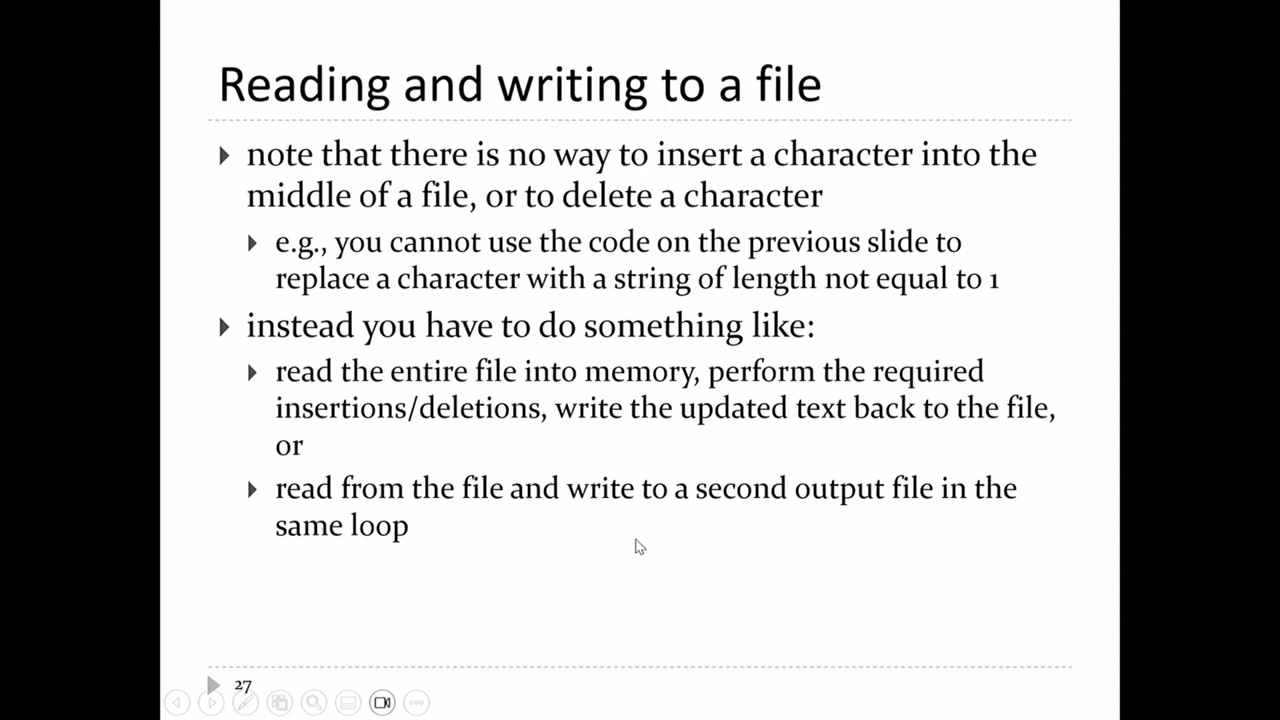 Reading and writing to a file
note that there is no way to insert a character into the
middle of a file, or to delete a character
e.g., you cannot use the code on the previous slide to
replace a character with a string of length not equal to 1
instead you have to do something like:
read the entire file into memory, perform the required
insertions/deletions, write the updated text back to the file,
or
read from the file and write to a second output file in the
same loop
27